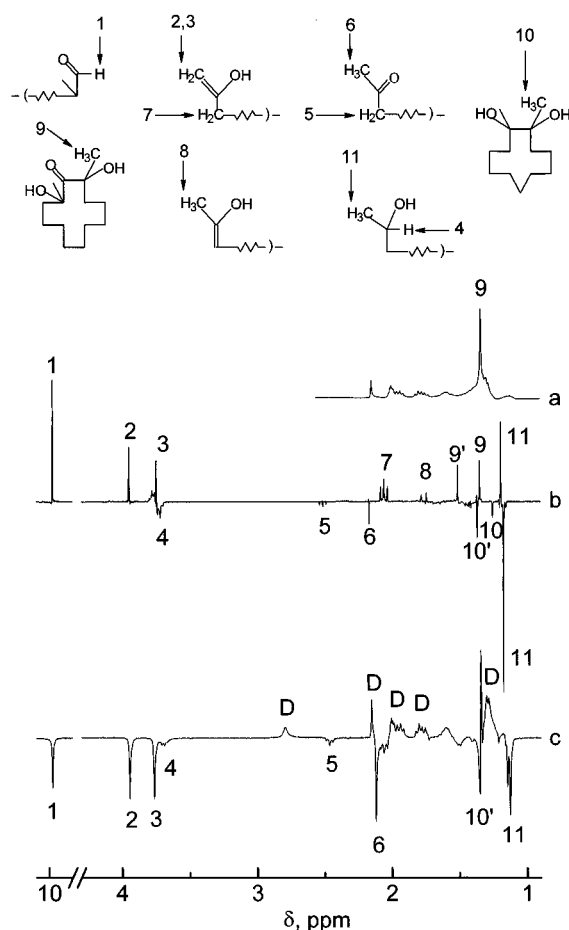 1 2,3 6 10
O H H₂C OH H₃C O HO H₃C OH
-( )- 7 H₂C )- 5 H₂C )-
9 8 11
O H₃C OH H₃C OH H₃C OH
HO H 4
)- )-
9
1 a
11
2 3 7 8 9' 9
b
4 5 6 10' 10
11
D D D D
c
4 5
1 2 3 6 10' 11
10 4 3 2 1
δ, ppm